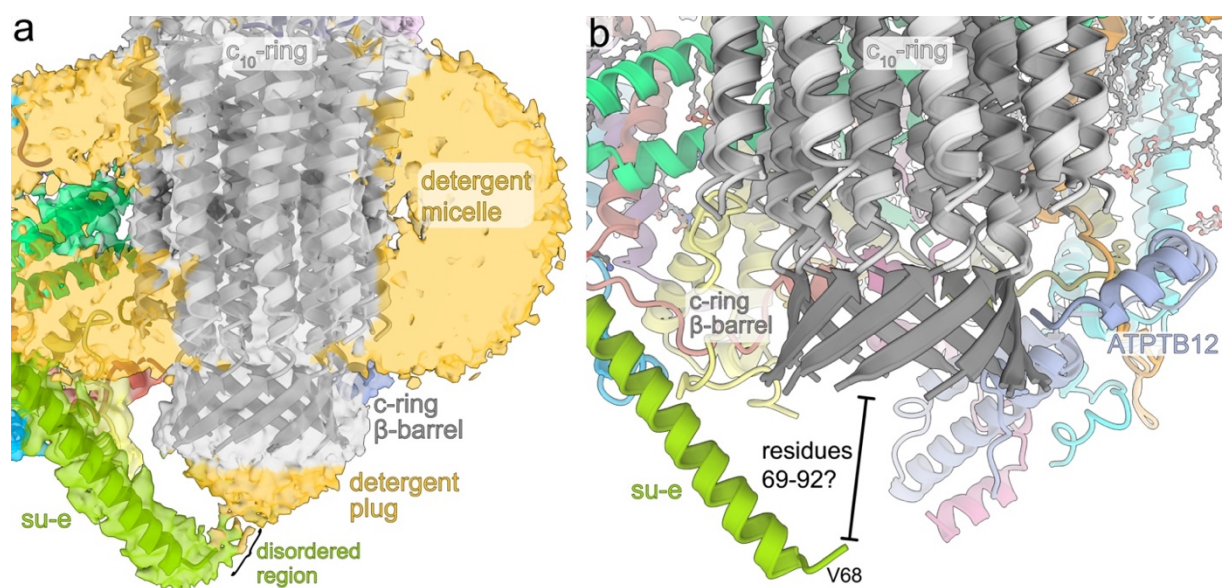 a
c10-ring
detergent
micelle
c-ring
β-barrel
detergent
plug
su-e
disordered
region
b
c10-ring
c-ring
β-barrel
ATPTB12
residues
69-92?
su-e
V68